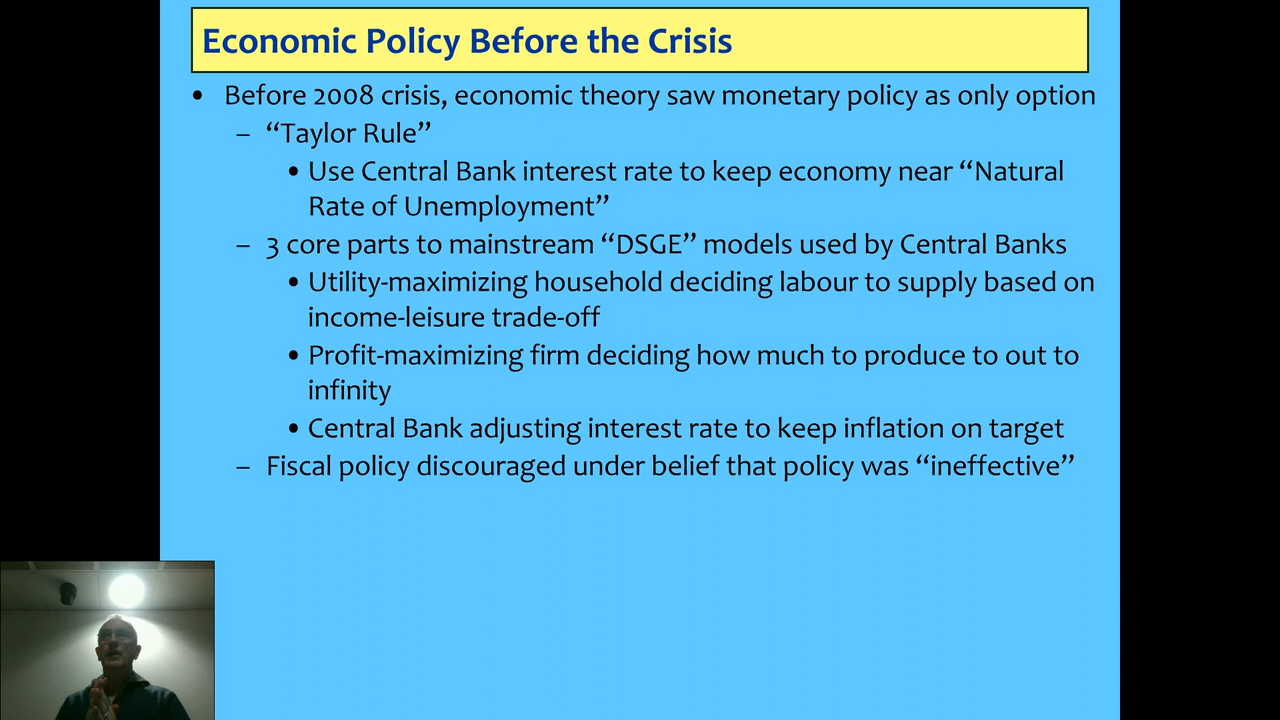 Economic Policy Before the Crisis
• Before 2008 crisis, economic theory saw monetary policy as only option
– “Taylor Rule”
• Use Central Bank interest rate to keep economy near “Natural
Rate of Unemployment”
– 3 core parts to mainstream “DSGE” models used by Central Banks
• Utility-maximizing household deciding labour to supply based on
income-leisure trade-off
• Profit-maximizing firm deciding how much to produce to out to
infinity
• Central Bank adjusting interest rate to keep inflation on target
– Fiscal policy discouraged under belief that policy was “ineffective”